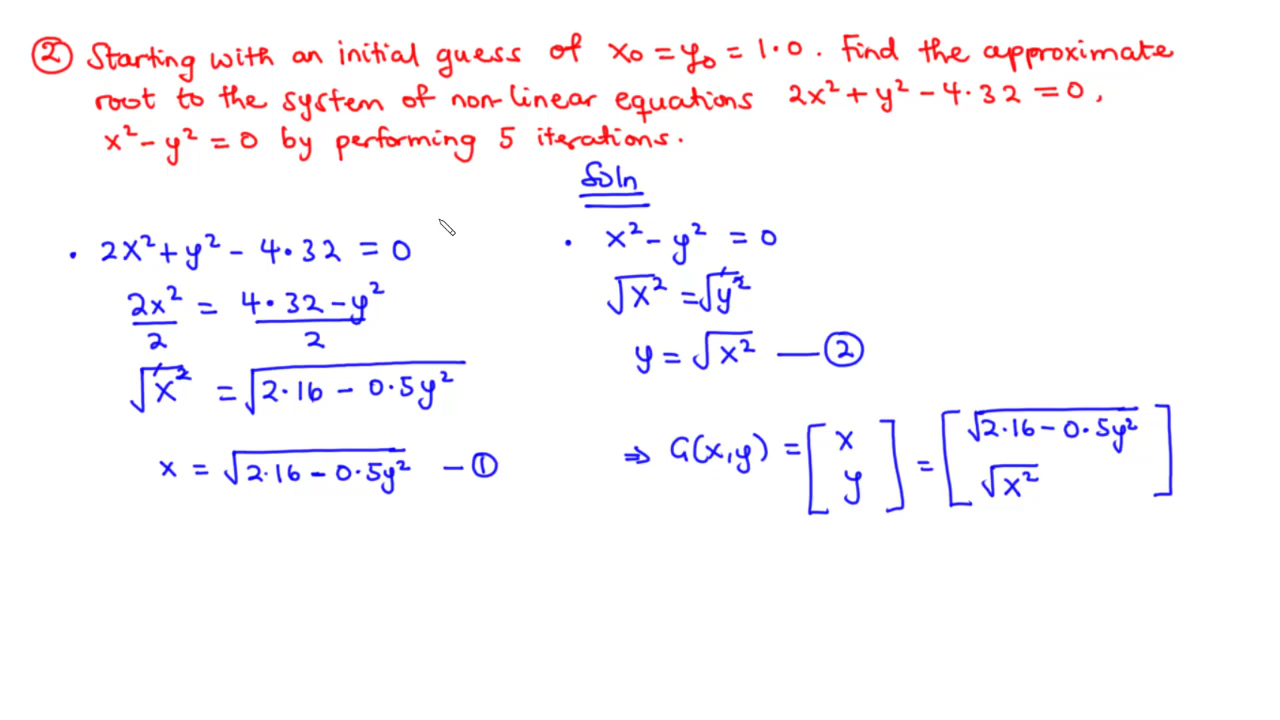 ② Starting with an initial guess of x₀ = y₀ = 1·0. Find the approximate
root to the system of non-linear equations 2x² + y² - 4·32 = 0,
x² - y² = 0 by performing 5 iterations.
Soln
• 2x² + y² - 4·32 = 0
2x²/2 = (4·32 - y²)/2
√x² = √(2·16 - 0·5y²)
x = √(2·16 - 0·5y²) — ①
• x² - y² = 0
√x² = √y²
y = √x² — ②
⇒ G(x,y) = [x y] = [√(2·16 - 0·5y²) √x²]